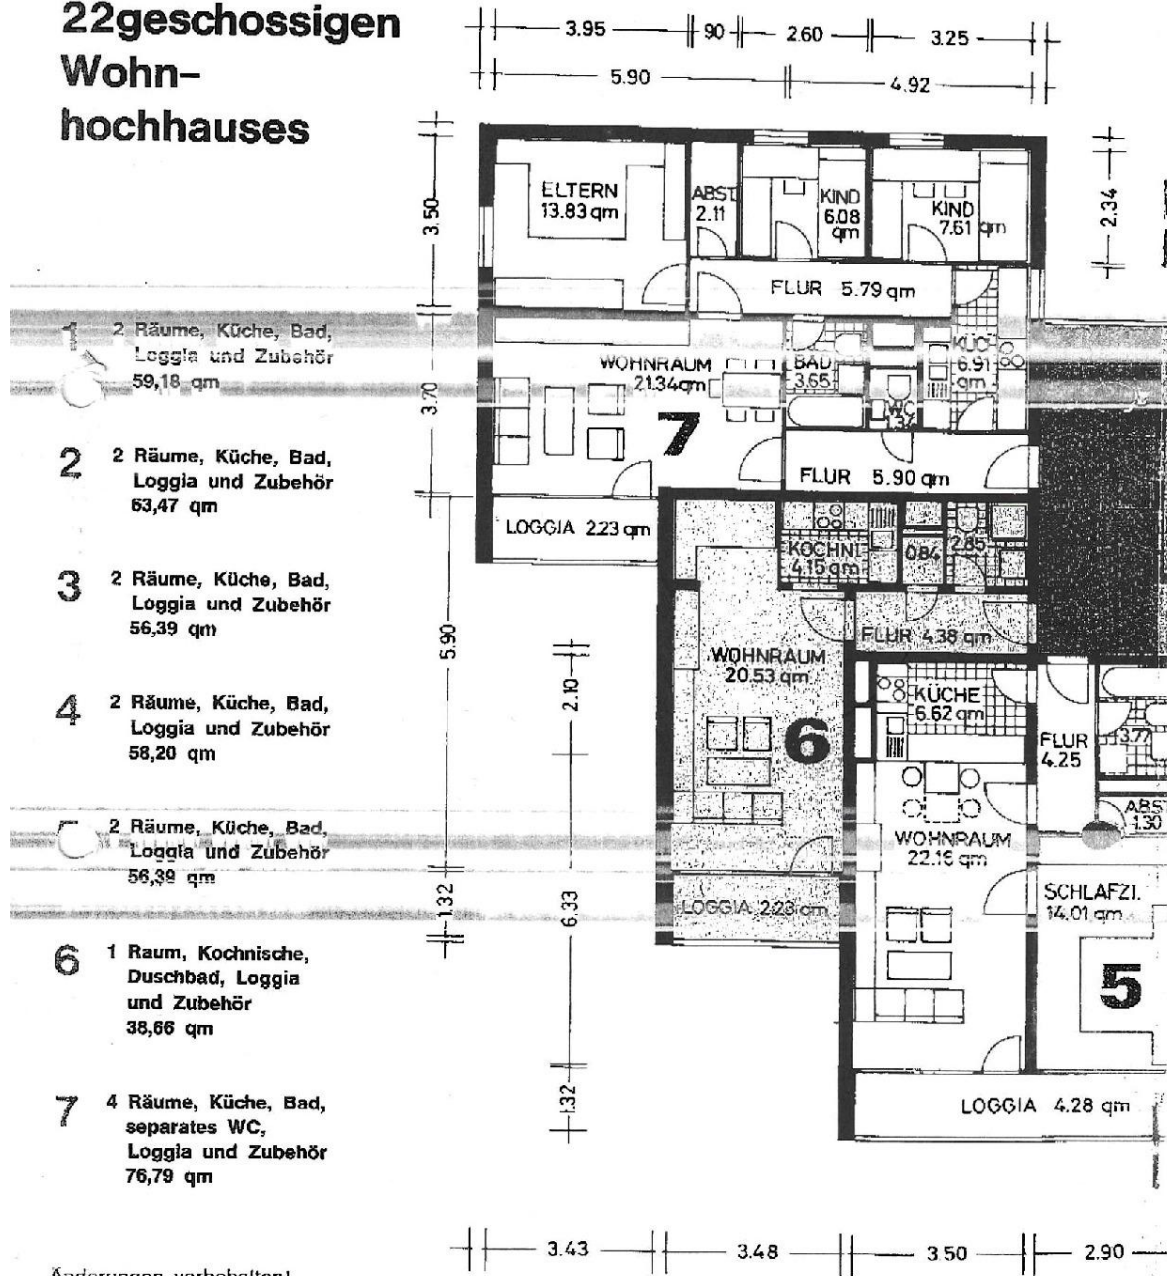 22geschossigen
Wohn-
hochhauses
1 2 Räume, Küche, Bad,
Loggia und Zubehör
59,18 qm
2 2 Räume, Küche, Bad,
Loggia und Zubehör
63,47 qm
3 2 Räume, Küche, Bad,
Loggia und Zubehör
56,39 qm
4 2 Räume, Küche, Bad,
Loggia und Zubehör
58,20 qm
5 2 Räume, Küche, Bad,
Loggia und Zubehör
56,39 qm
6 1 Raum, Kochnische,
Duschbad, Loggia
und Zubehör
38,66 qm
7 4 Räume, Küche, Bad,
separates WC,
Loggia und Zubehör
76,79 qm
Änderungen vorbehalten!
3.95 90 2.60 3.25
5.90 4.92
3.50
3.70
5.90
1.32
2.10
6.33
1.32
2.34
ELTERN
13.83 qm
ABST.
2.11
KIND
6.08
qm
KIND
7.61 qm
FLUR 5.79 qm
WOHNRAUM
21.34 qm
7
BAD
3.65
WC
1.34
KÜC
6.91
qm
FLUR 5.90 qm
LOGGIA 2.23 qm
KOCHNI.
4.15 qm
0.84
2.85
FLUR 4.38 qm
WOHNRAUM
20.53 qm
6
LOGGIA 2.23 qm
KÜCHE
6.62 qm
FLUR
4.25
3.77
ABST
1.30
WOHNRAUM
22.16 qm
SCHLAFZI.
14.01 qm
5
LOGGIA 4.28 qm
3.43 3.48 3.50 2.90